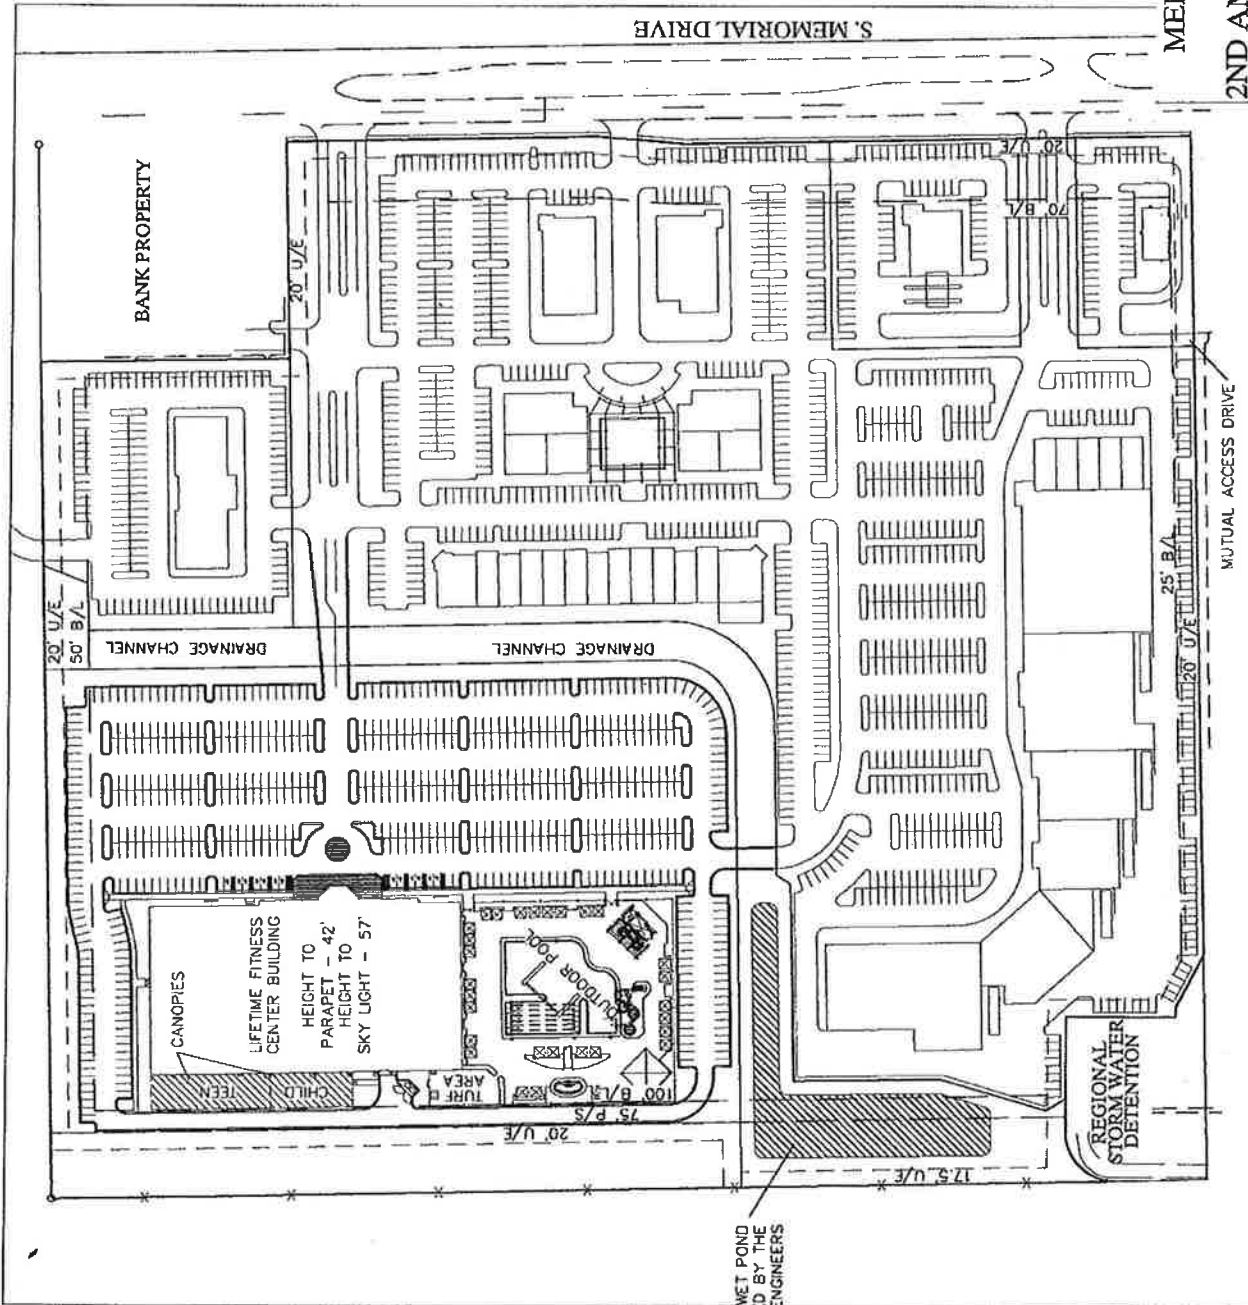 S. MEMORIAL DRIVE
MEI
2ND AN
BANK PROPERTY
20' U/E
20' U/E
70' B/L
20' U/E
50' B/L
DRAINAGE CHANNEL
DRAINAGE CHANNEL
MUTUAL ACCESS DRIVE
25' B/L
20' U/E
CANOPIES
LIFETIME FITNESS
CENTER BUILDING
HEIGHT TO
PARAPET - 42'
HEIGHT TO
SKY LIGHT - 57'
OUTDOOR POOL
TEEN
CHILD
TURF
AREA
100' B/L
75' P/S
20' U/E
17.5' U/E
REGIONAL
STORM WATER
DETENTION
WET POND
D BY THE
ENGINEERS